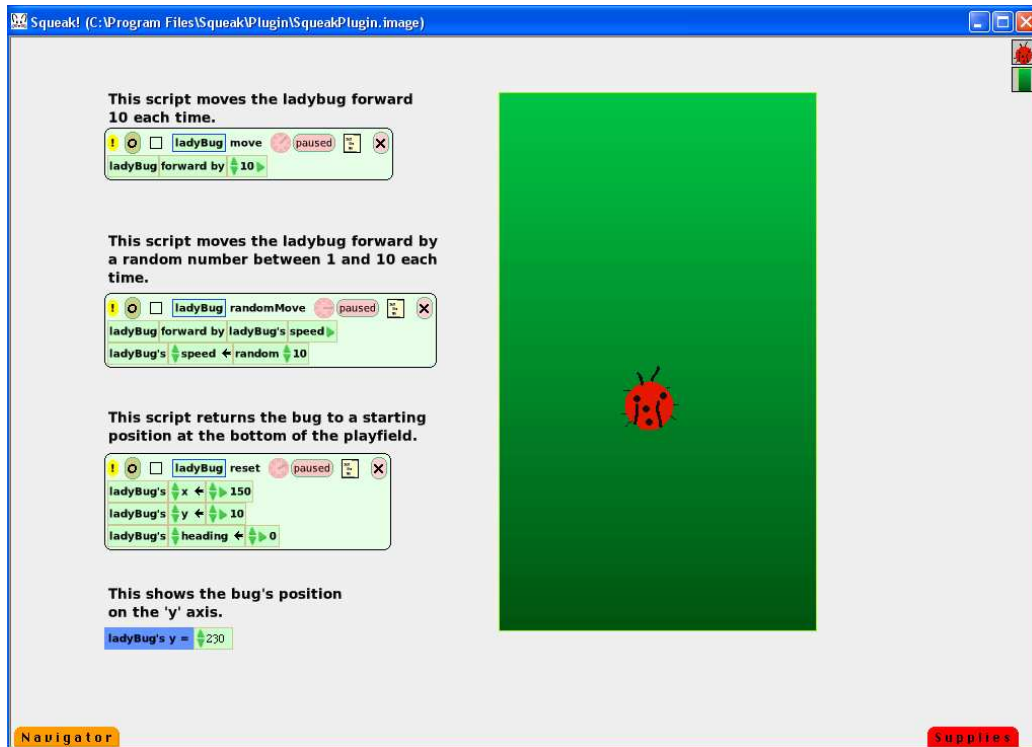 Squeak! (C:\Program Files\Squeak\Plugin\SqueakPlugin.image)
This script moves the ladybug forward
10 each time.
! O ladyBug move paused
ladyBug forward by 10
This script moves the ladybug forward by
a random number between 1 and 10 each
time.
! O ladyBug randomMove paused
ladyBug forward by ladyBug's speed
ladyBug's speed ← random 10
This script returns the bug to a starting
position at the bottom of the playfield.
! O ladyBug reset paused
ladyBug's x ← 150
ladyBug's y ← 10
ladyBug's heading ← 0
This shows the bug's position
on the 'y' axis.
ladyBug's y = 230
Navigator
Supplies